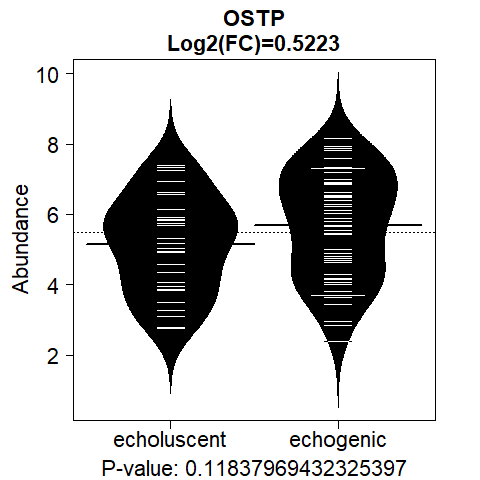 OSTP
Log2(FC)=0.5223
10
8
6
4
2
Abundance
echoluscent echogenic
P-value: 0.11837969432325397